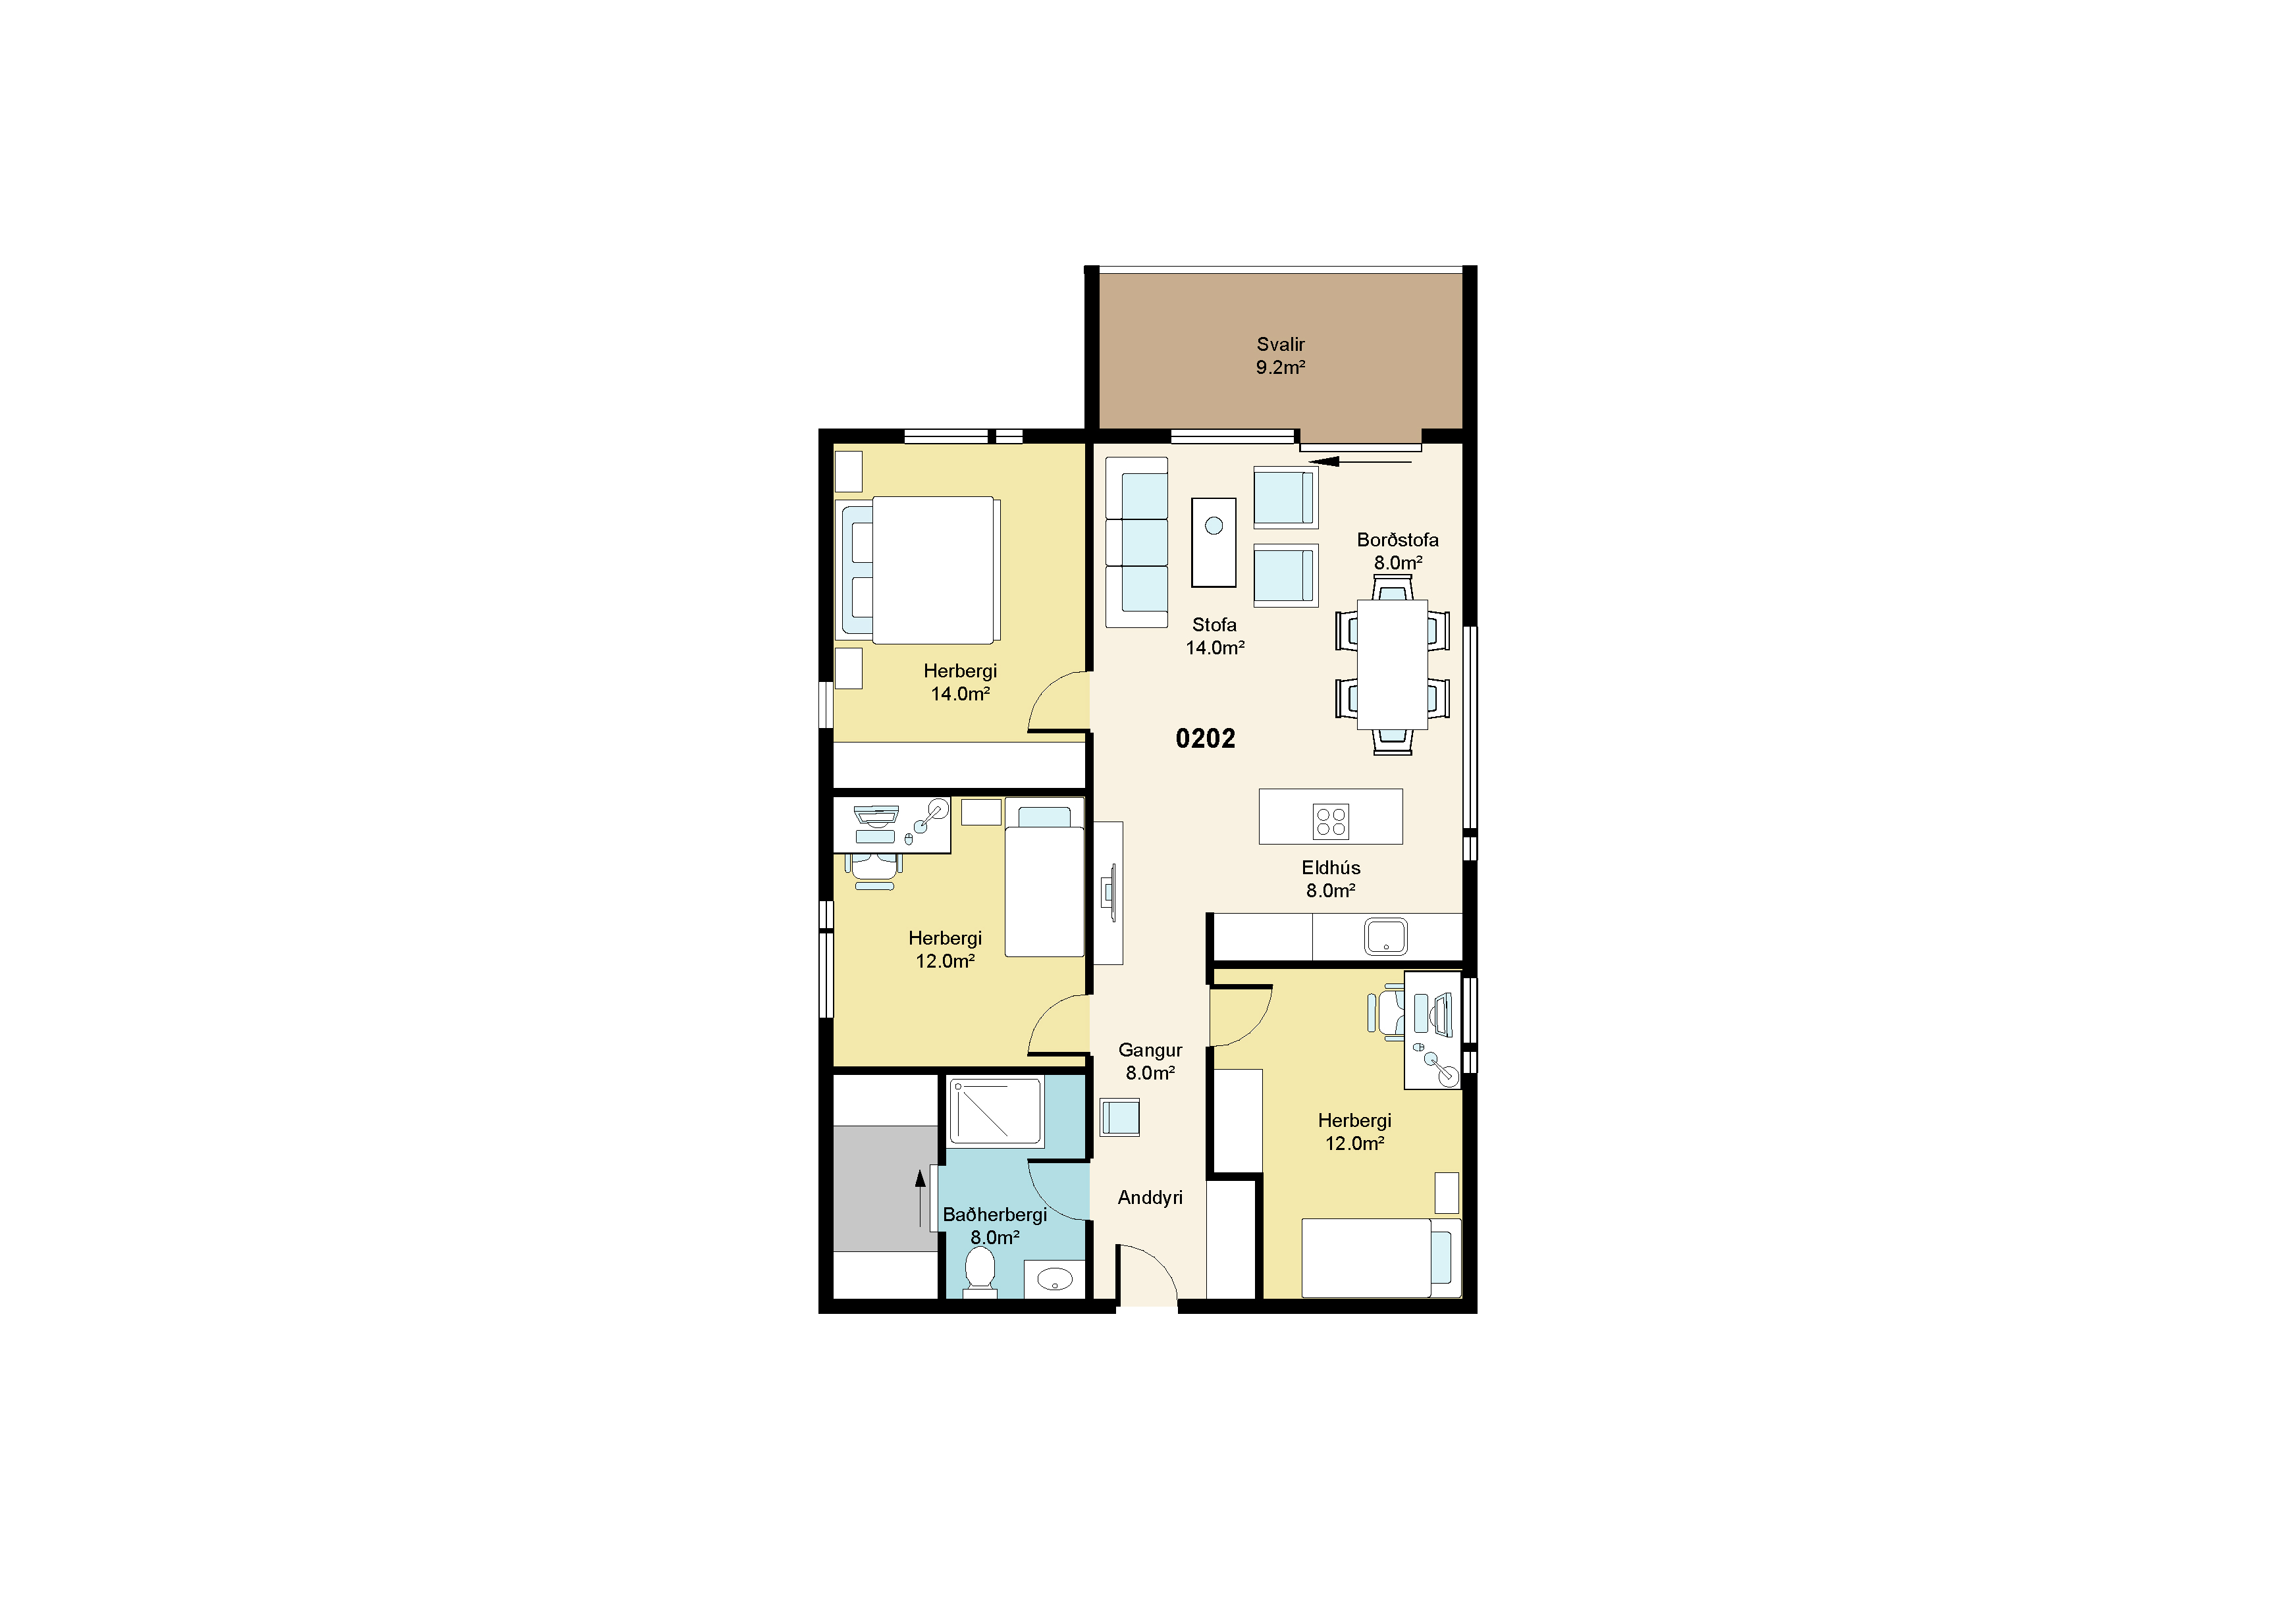 Svalir
9.2m²
Borðstofa
8.0m²
Stofa
14.0m²
Herbergi
14.0m²
0202
Eldhús
8.0m²
Herbergi
12.0m²
Gangur
8.0m²
Herbergi
12.0m²
Anddyri
Baðherbergi
8.0m²